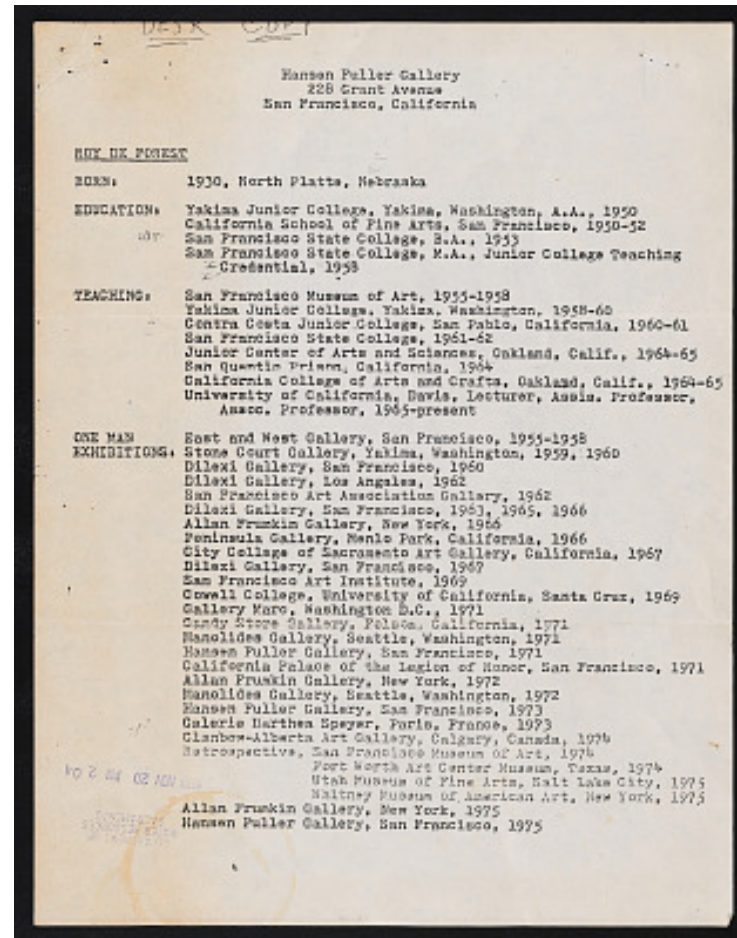 DESK COPY
Hansen Fuller Gallery
228 Grant Avenue
San Francisco, California
ROY DE FOREST
BORN: 1930, North Platte, Nebraska
EDUCATION: Yakima Junior College, Yakima, Washington, A.A., 1950
California School of Fine Arts, San Francisco, 1950-52
San Francisco State College, B.A., 1953
San Francisco State College, M.A., Junior College Teaching
Credential, 1958
TEACHING: San Francisco Museum of Art, 1955-1958
Yakima Junior College, Yakima, Washington, 1958-60
Contra Costa Junior College, San Pablo, California, 1960-61
San Francisco State College, 1961-62
Junior Center of Arts and Sciences, Oakland, Calif., 1964-65
San Quentin Prison, California, 1964
California College of Arts and Crafts, Oakland, Calif., 1964-65
University of California, Davis, Lecturer, Assis. Professor,
Assoc. Professor, 1965-present
ONE MAN East and West Gallery, San Francisco, 1955-1958
EXHIBITIONS: Stone Court Gallery, Yakima, Washington, 1959, 1960
Dilexi Gallery, San Francisco, 1960
Dilexi Gallery, Los Angeles, 1962
San Francisco Art Association Gallery, 1962
Dilexi Gallery, San Francisco, 1963, 1965, 1966
Allan Frumkin Gallery, New York, 1966
Peninsula Gallery, Menlo Park, California, 1966
City College of Sacramento Art Gallery, California, 1967
Dilexi Gallery, San Francisco, 1967
San Francisco Art Institute, 1969
Cowell College, University of California, Santa Cruz, 1969
Gallery Marc, Washington D.C., 1971
Candy Store Gallery, Folsom, California, 1971
Manolides Gallery, Seattle, Washington, 1971
Hansen Fuller Gallery, San Francisco, 1971
California Palace of the Legion of Honor, San Francisco, 1971
Allan Frumkin Gallery, New York, 1972
Manolides Gallery, Seattle, Washington, 1972
Hansen Fuller Gallery, San Francisco, 1973
Galerie Darthea Speyer, Paris, France, 1973
Glenbow-Alberta Art Gallery, Calgary, Canada, 1974
Retrospective, San Francisco Museum of Art, 1974
Fort Worth Art Center Museum, Texas, 1974
Utah Museum of Fine Arts, Salt Lake City, 1975
Whitney Museum of American Art, New York, 1975
Allan Frumkin Gallery, New York, 1975
Hansen Fuller Gallery, San Francisco, 1975